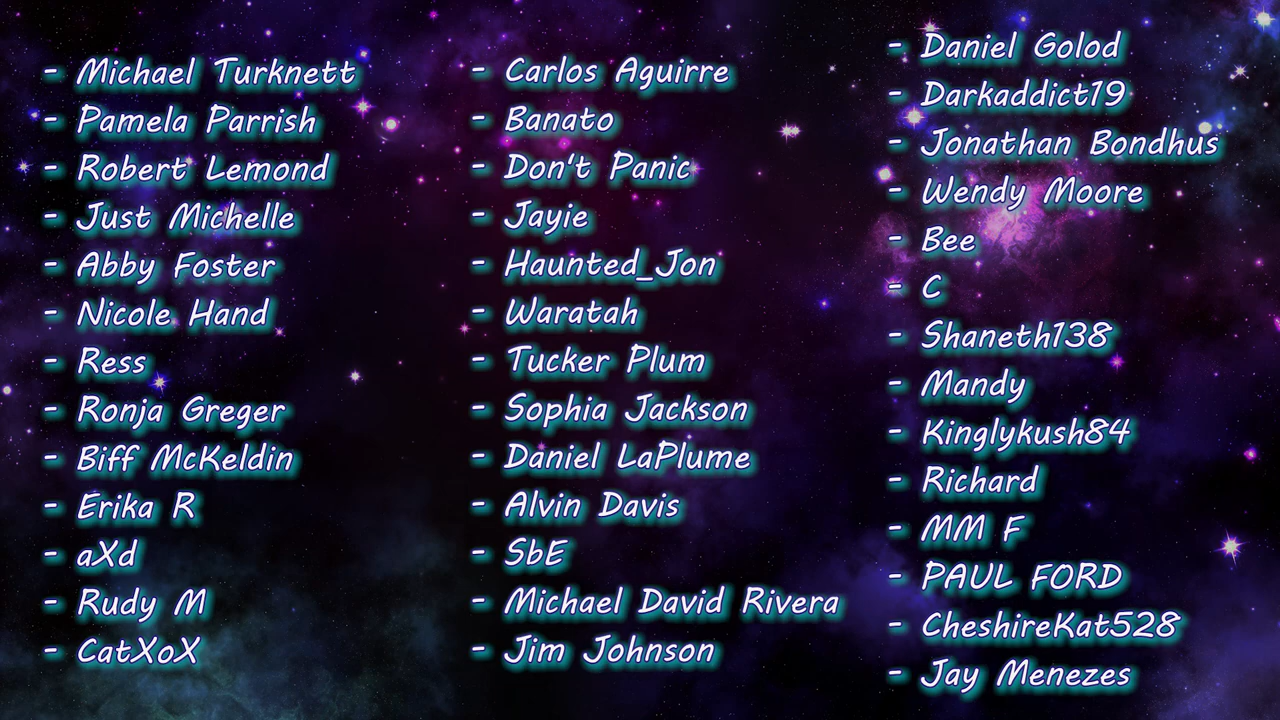 - Michael Turknett
- Pamela Parrish
- Robert Lemond
- Just Michelle
- Abby Foster
- Nicole Hand
- Ress
- Ronja Greger
- Biff McKeldin
- Erika R
- aXd
- Rudy M
- CatXoX
- Carlos Aguirre
- Banato
- Don't Panic
- Jayie
- Haunted_Jon
- Waratah
- Tucker Plum
- Sophia Jackson
- Daniel LaPlume
- Alvin Davis
- SbE
- Michael David Rivera
- Jim Johnson
- Daniel Golod
- Darkaddict19
- Jonathan Bondhus
- Wendy Moore
- Bee
- C
- Shaneth138
- Mandy
- Kinglykush84
- Richard
- MM F
- PAUL FORD
- CheshireKat528
- Jay Menezes